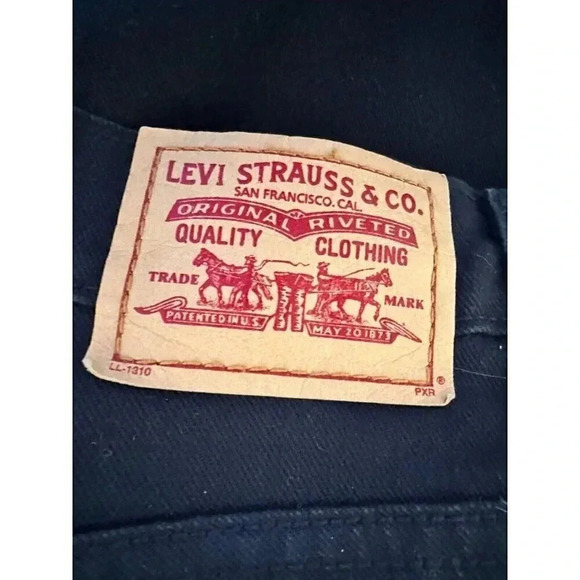 LEVI STRAUSS & CO.
SAN FRANCISCO. CAL.
ORIGINAL RIVETED
QUALITY CLOTHING
TRADE MARK
PATENTED IN U.S. MAY 20 1873
LL-1310 PXR ®